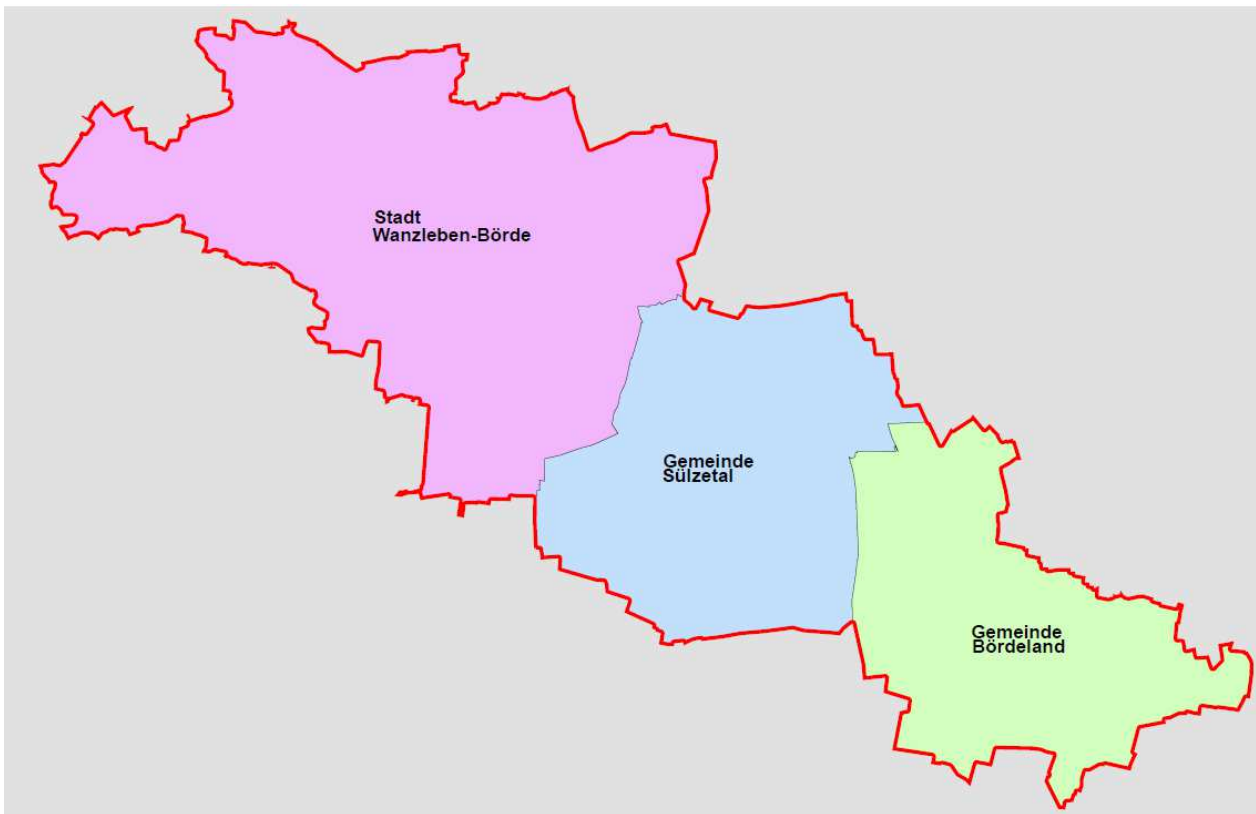 Stadt
Wanzleben-Börde
Gemeinde
Sülzetal
Gemeinde
Bördeland